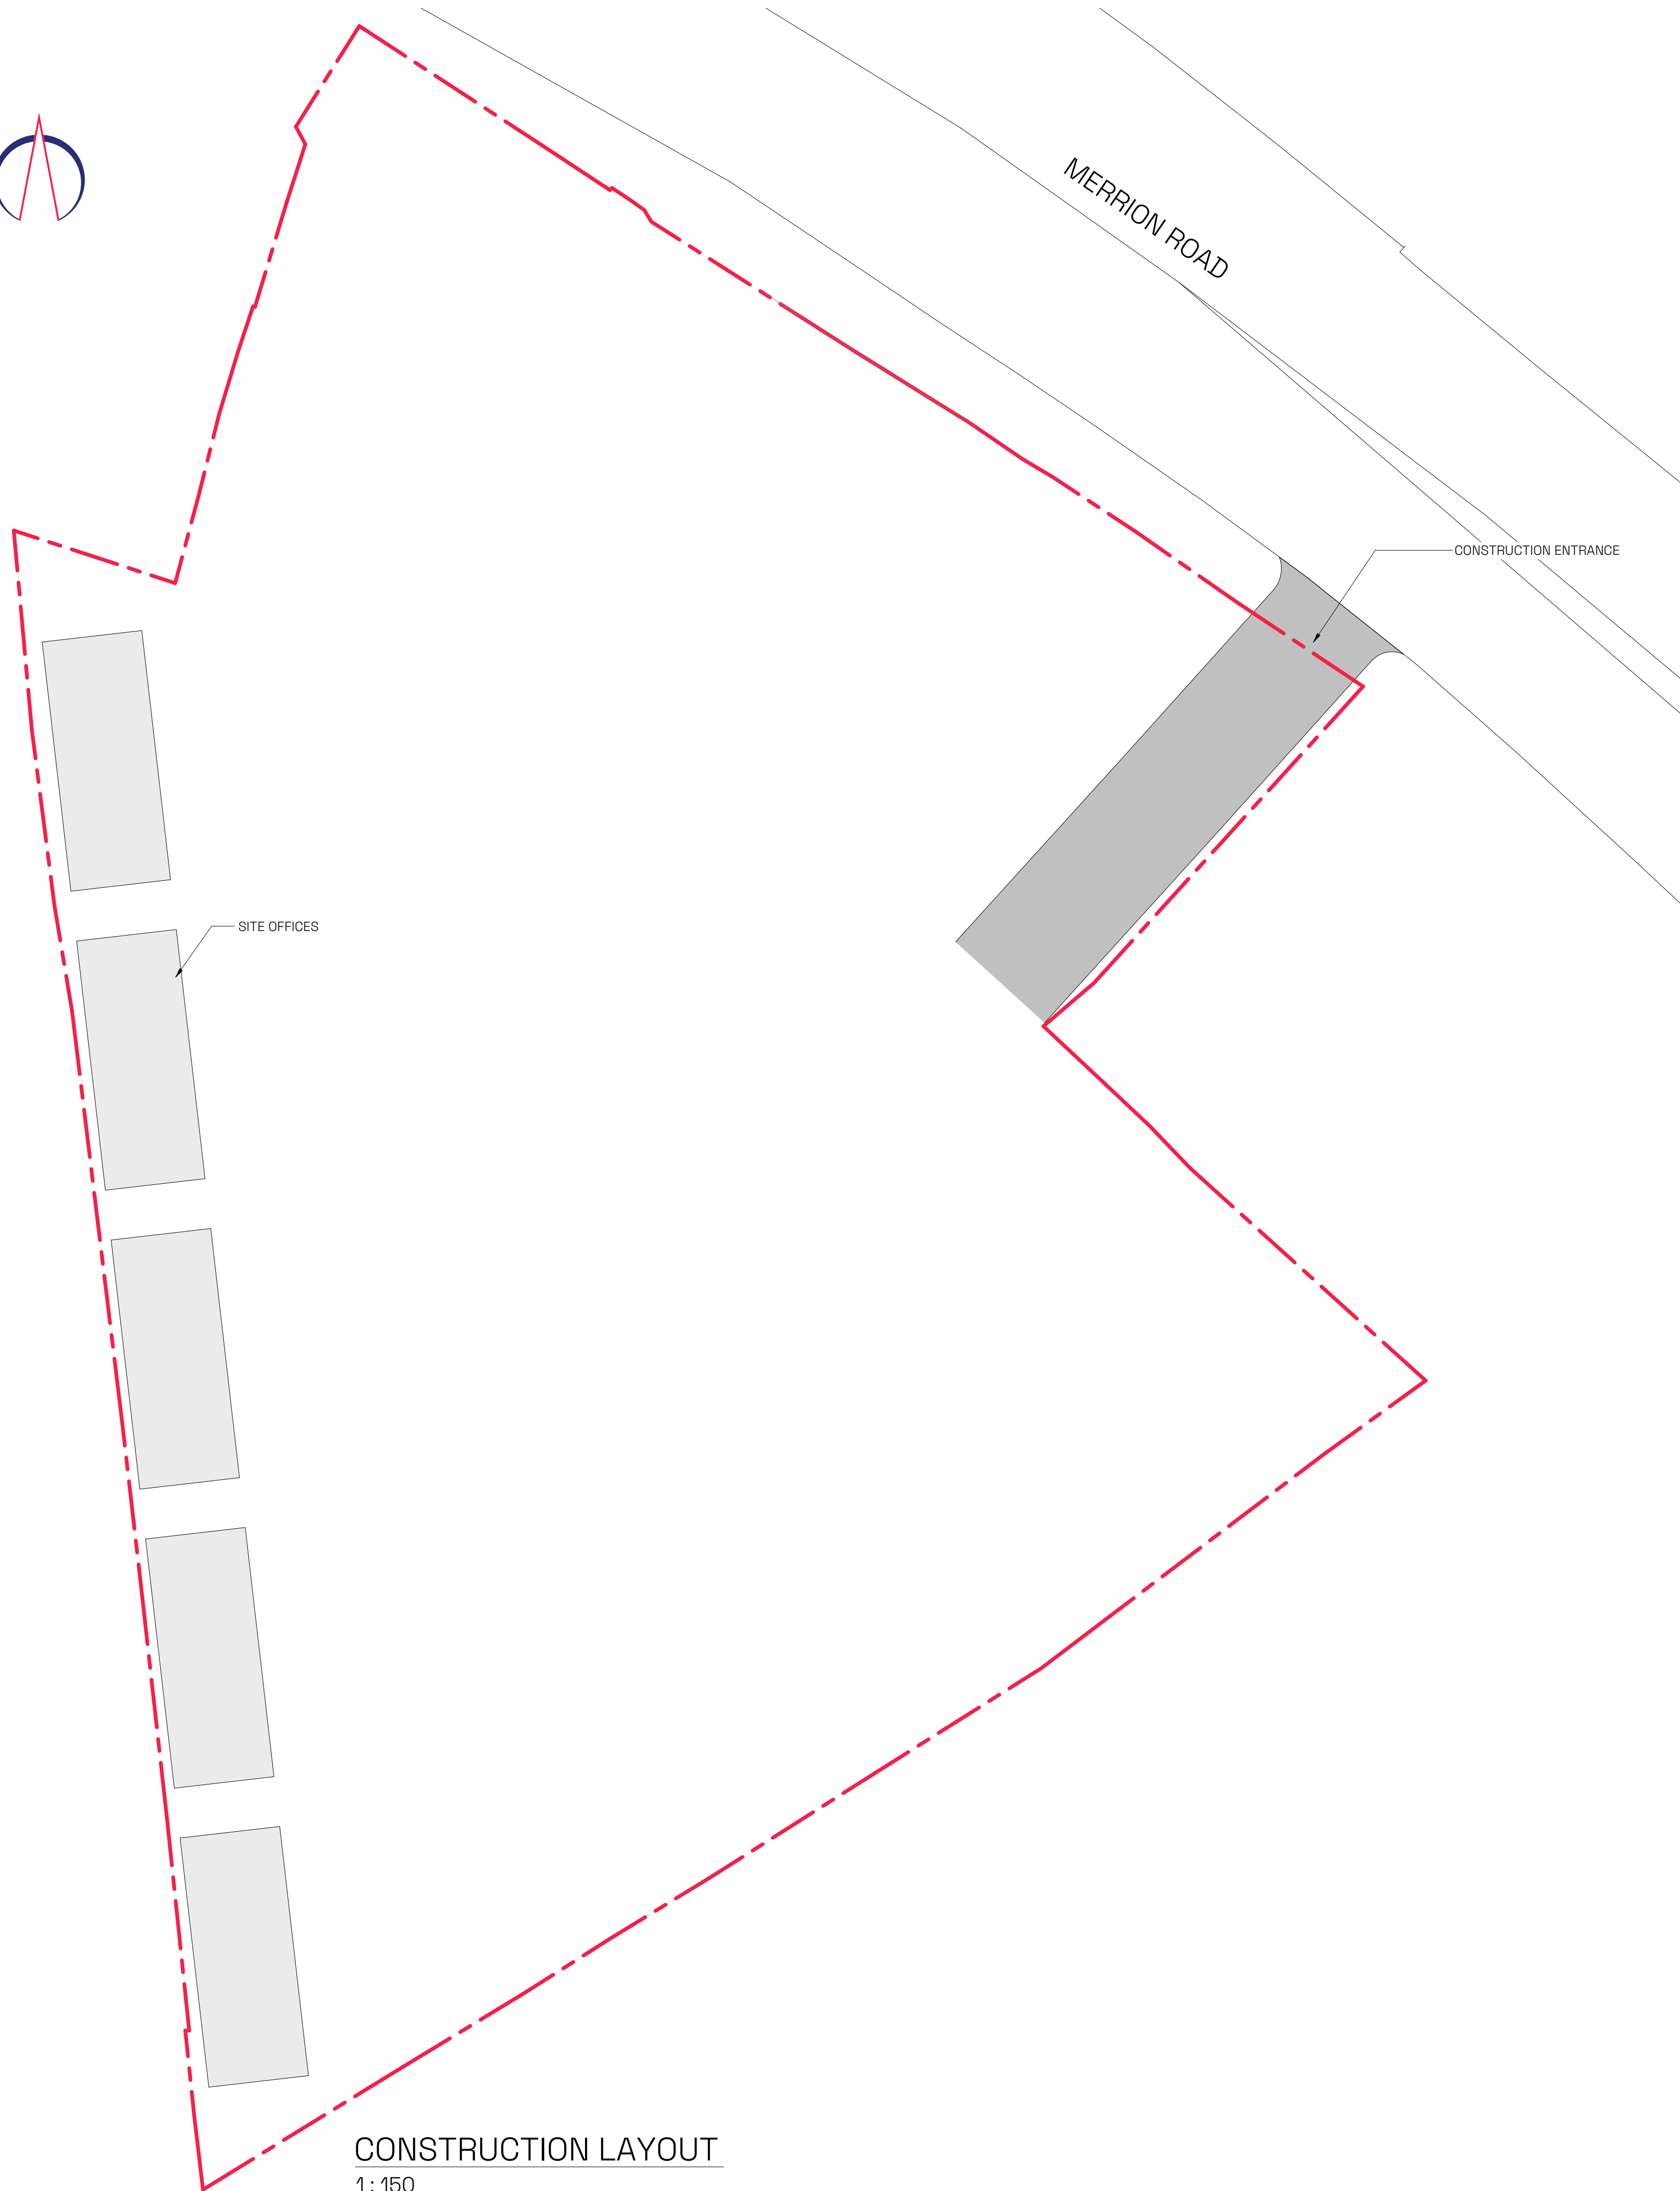 MERRION ROAD
CONSTRUCTION ENTRANCE
SITE OFFICES
CONSTRUCTION LAYOUT
1 : 150